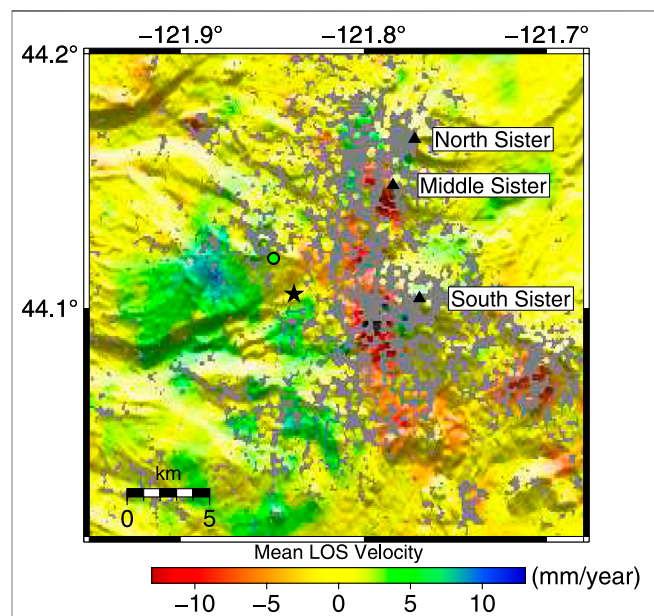 −121.9° −121.8° −121.7°
44.2°
North Sister
Middle Sister
South Sister
44.1°
km
0 5
Mean LOS Velocity
(mm/year)
−10 −5 0 5 10